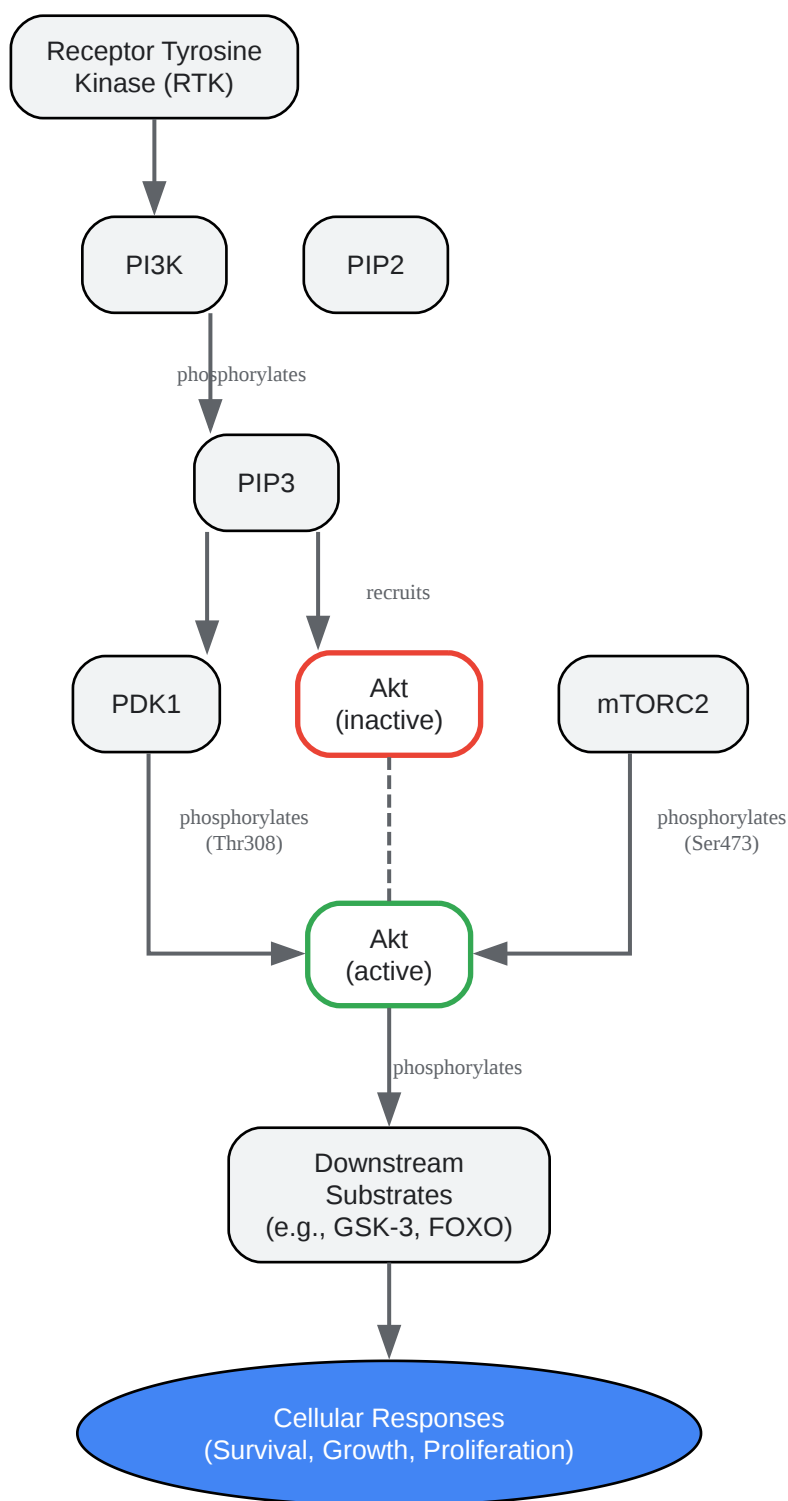 Receptor Tyrosine
Kinase (RTK)
PI3K
PIP2
phosphorylates
PIP3
recruits
PDK1
Akt
(inactive)
mTORC2
phosphorylates
(Thr308)
phosphorylates
(Ser473)
Akt
(active)
phosphorylates
Downstream
Substrates
(e.g., GSK-3, FOXO)
Cellular Responses
(Survival, Growth, Proliferation)